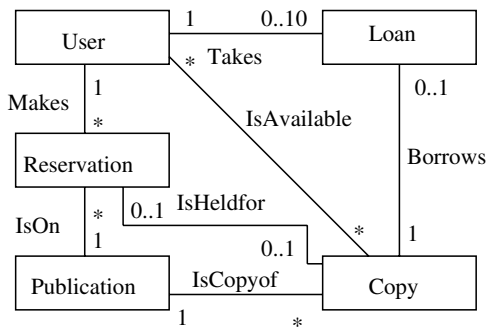 User
1
0..10
Loan
Takes
*
1
0..1
Makes
*
IsAvailable
Reservation
Borrows
*
0..1
IsHeldfor
IsOn
1
0..1
*
1
Publication
IsCopyof
Copy
1
*